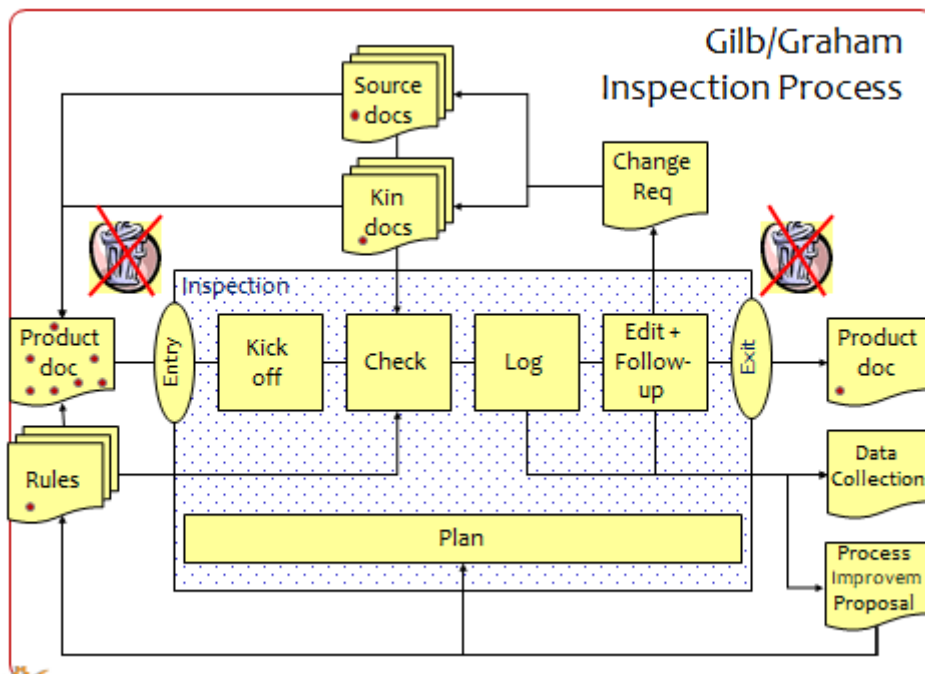 Gilb/Graham
Inspection Process
Source
docs
Kin
docs
Change
Req
Inspection
Product
doc
Entry
Kick
off
Check
Log
Edit +
Follow-
up
Exit
Product
doc
Rules
Data
Collection
Plan
Process
Improvem
Proposal